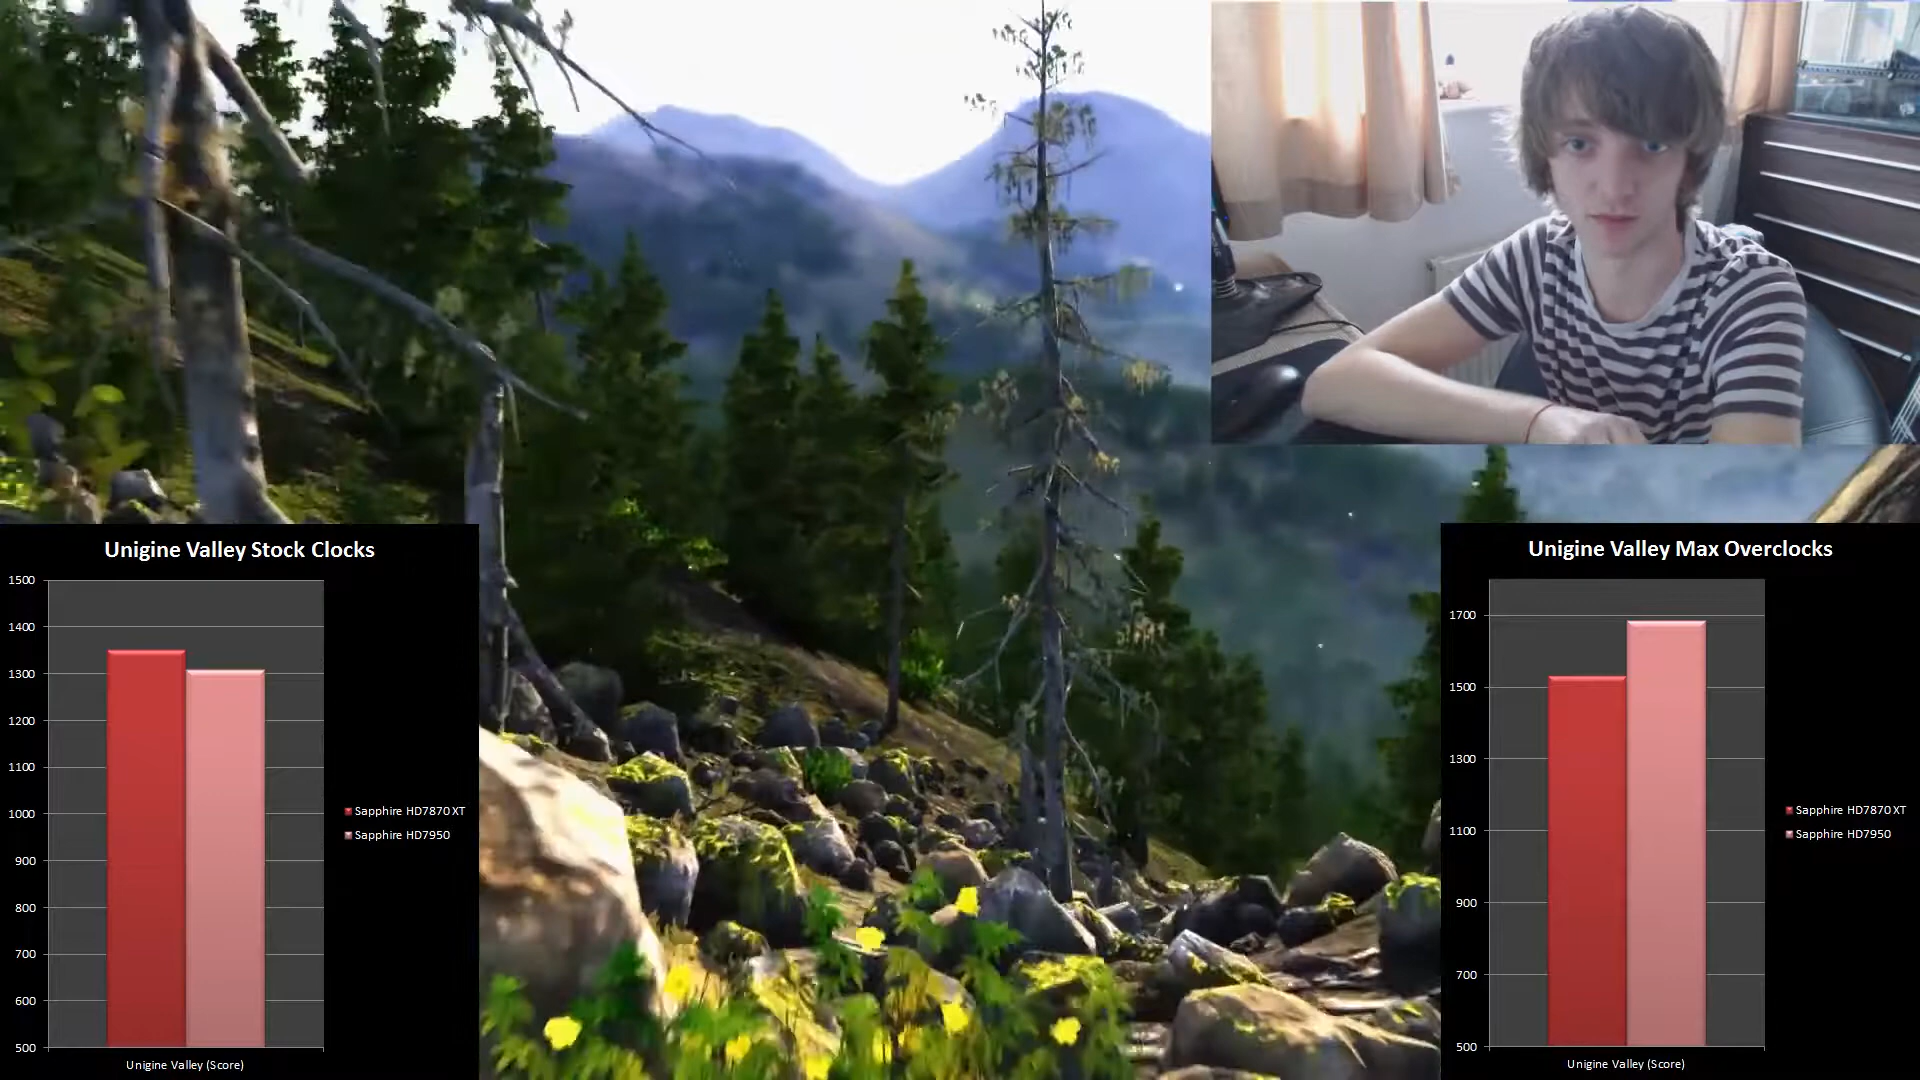 Unigine Valley Stock Clocks
1500
1400
1300
1200
1100
1000
900
800
700
600
500
Sapphire HD7870 XT
Sapphire HD7950
Unigine Valley (Score)
Unigine Valley Max Overclocks
1700
1500
1300
1100
900
700
500
Sapphire HD7870 XT
Sapphire HD7950
Unigine Valley (Score)